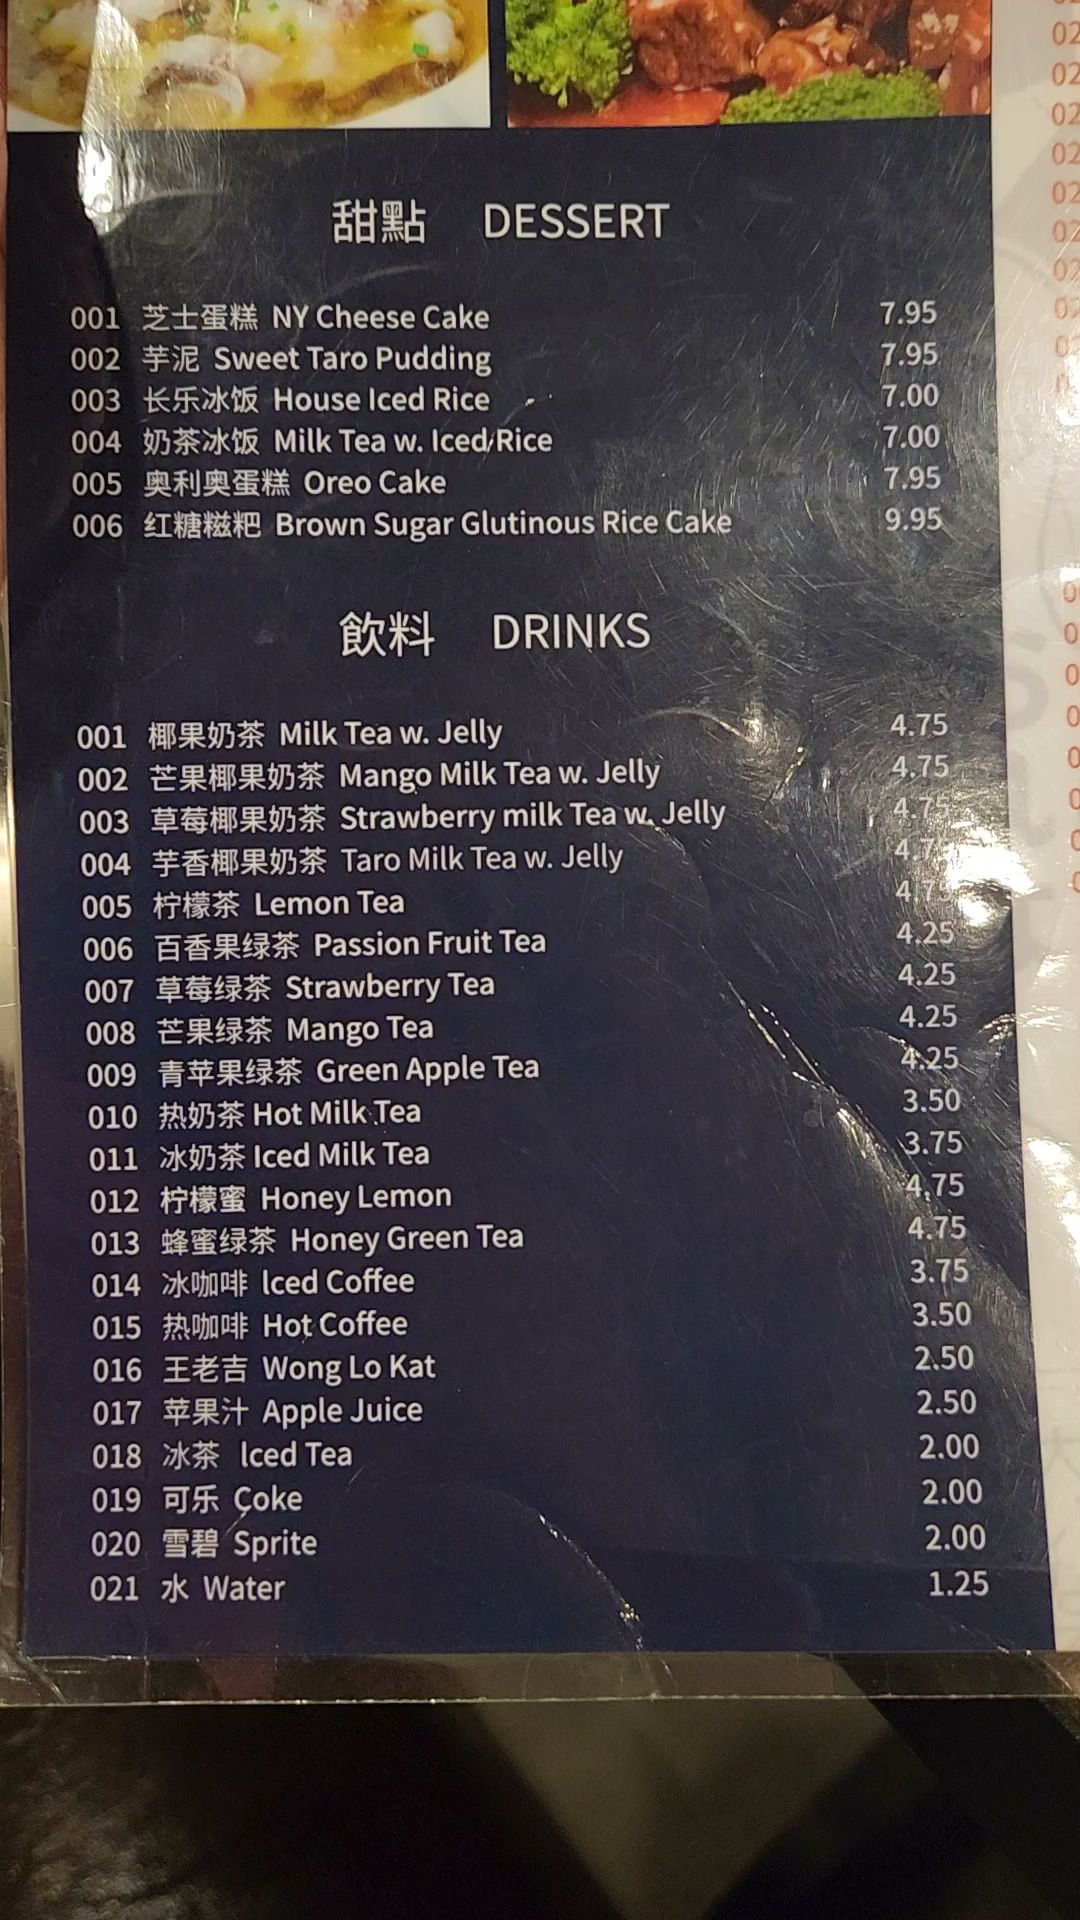 甜點 DESSERT
001 芝士蛋糕 NY Cheese Cake 7.95
002 芋泥 Sweet Taro Pudding 7.95
003 长乐冰饭 House Iced Rice 7.00
004 奶茶冰饭 Milk Tea w. Iced Rice 7.00
005 奥利奥蛋糕 Oreo Cake 7.95
006 红糖糍粑 Brown Sugar Glutinous Rice Cake 9.95
飲料 DRINKS
001 椰果奶茶 Milk Tea w. Jelly 4.75
002 芒果椰果奶茶 Mango Milk Tea w. Jelly 4.75
003 草莓椰果奶茶 Strawberry milk Tea w. Jelly 4.75
004 芋香椰果奶茶 Taro Milk Tea w. Jelly 4.75
005 柠檬茶 Lemon Tea 4.75
006 百香果绿茶 Passion Fruit Tea 4.25
007 草莓绿茶 Strawberry Tea 4.25
008 芒果绿茶 Mango Tea 4.25
009 青苹果绿茶 Green Apple Tea 4.25
010 热奶茶 Hot Milk Tea 3.50
011 冰奶茶 Iced Milk Tea 3.75
012 柠檬蜜 Honey Lemon 4.75
013 蜂蜜绿茶 Honey Green Tea 4.75
014 冰咖啡 lced Coffee 3.75
015 热咖啡 Hot Coffee 3.50
016 王老吉 Wong Lo Kat 2.50
017 苹果汁 Apple Juice 2.50
018 冰茶 lced Tea 2.00
019 可乐 Coke 2.00
020 雪碧 Sprite 2.00
021 水 Water 1.25